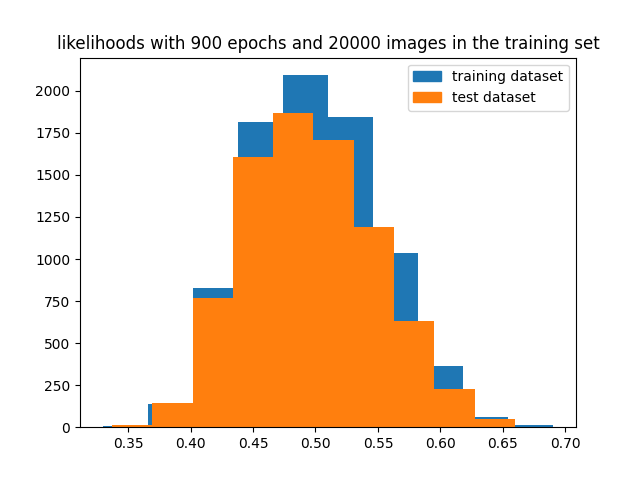 likelihoods with 900 epochs and 20000 images in the training set
training dataset
test dataset
2000
1750
1500
1250
1000
750
500
250
0
0.35 0.40 0.45 0.50 0.55 0.60 0.65 0.70